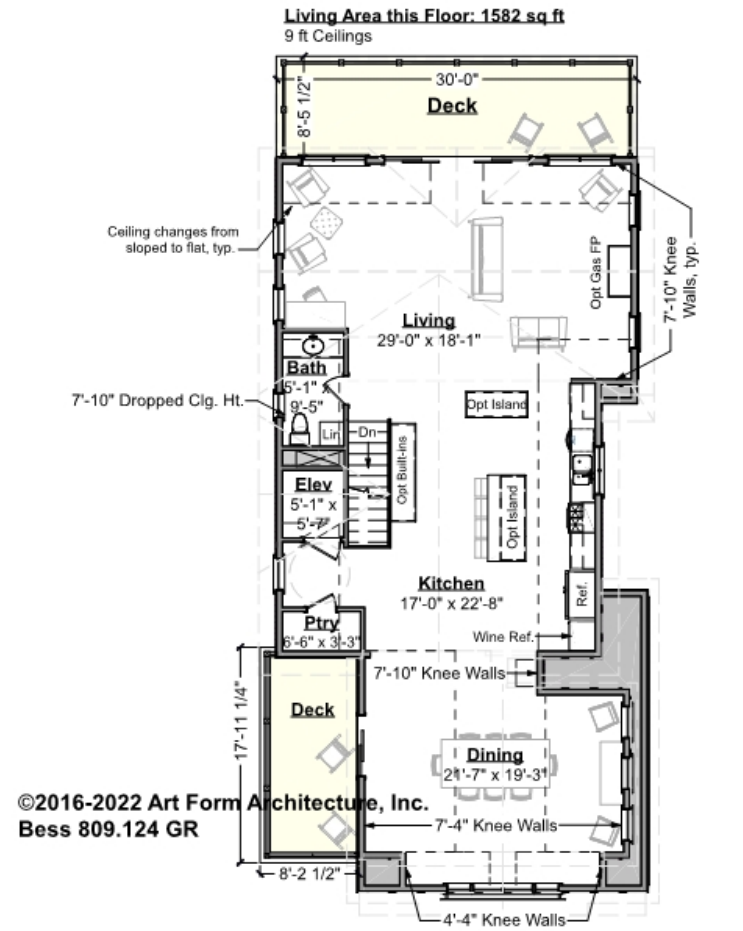 Living Area this Floor: 1582 sq ft
9 ft Ceilings
30'-0"
8'-5 1/2"
Deck
Ceiling changes from
sloped to flat, typ.
Opt Gas FP
7'-10" Knee
Walls, typ.
Living
29'-0" x 18'-1"
Bath
5'-1" x
9'-5"
7'-10" Dropped Clg. Ht.
Opt Island
Lin
Dn
Opt Built-ins
Elev
5'-1" x
5'-7"
Opt Island
Kitchen
17'-0" x 22'-8"
Ref.
Ptry
6'-6" x 3'-3"
Wine Ref.
7'-10" Knee Walls
Deck
17'-11 1/4"
Dining
21'-7" x 19'-3"
©2016-2022 Art Form Architecture, Inc.
Bess 809.124 GR
7'-4" Knee Walls
8'-2 1/2"
4'-4" Knee Walls